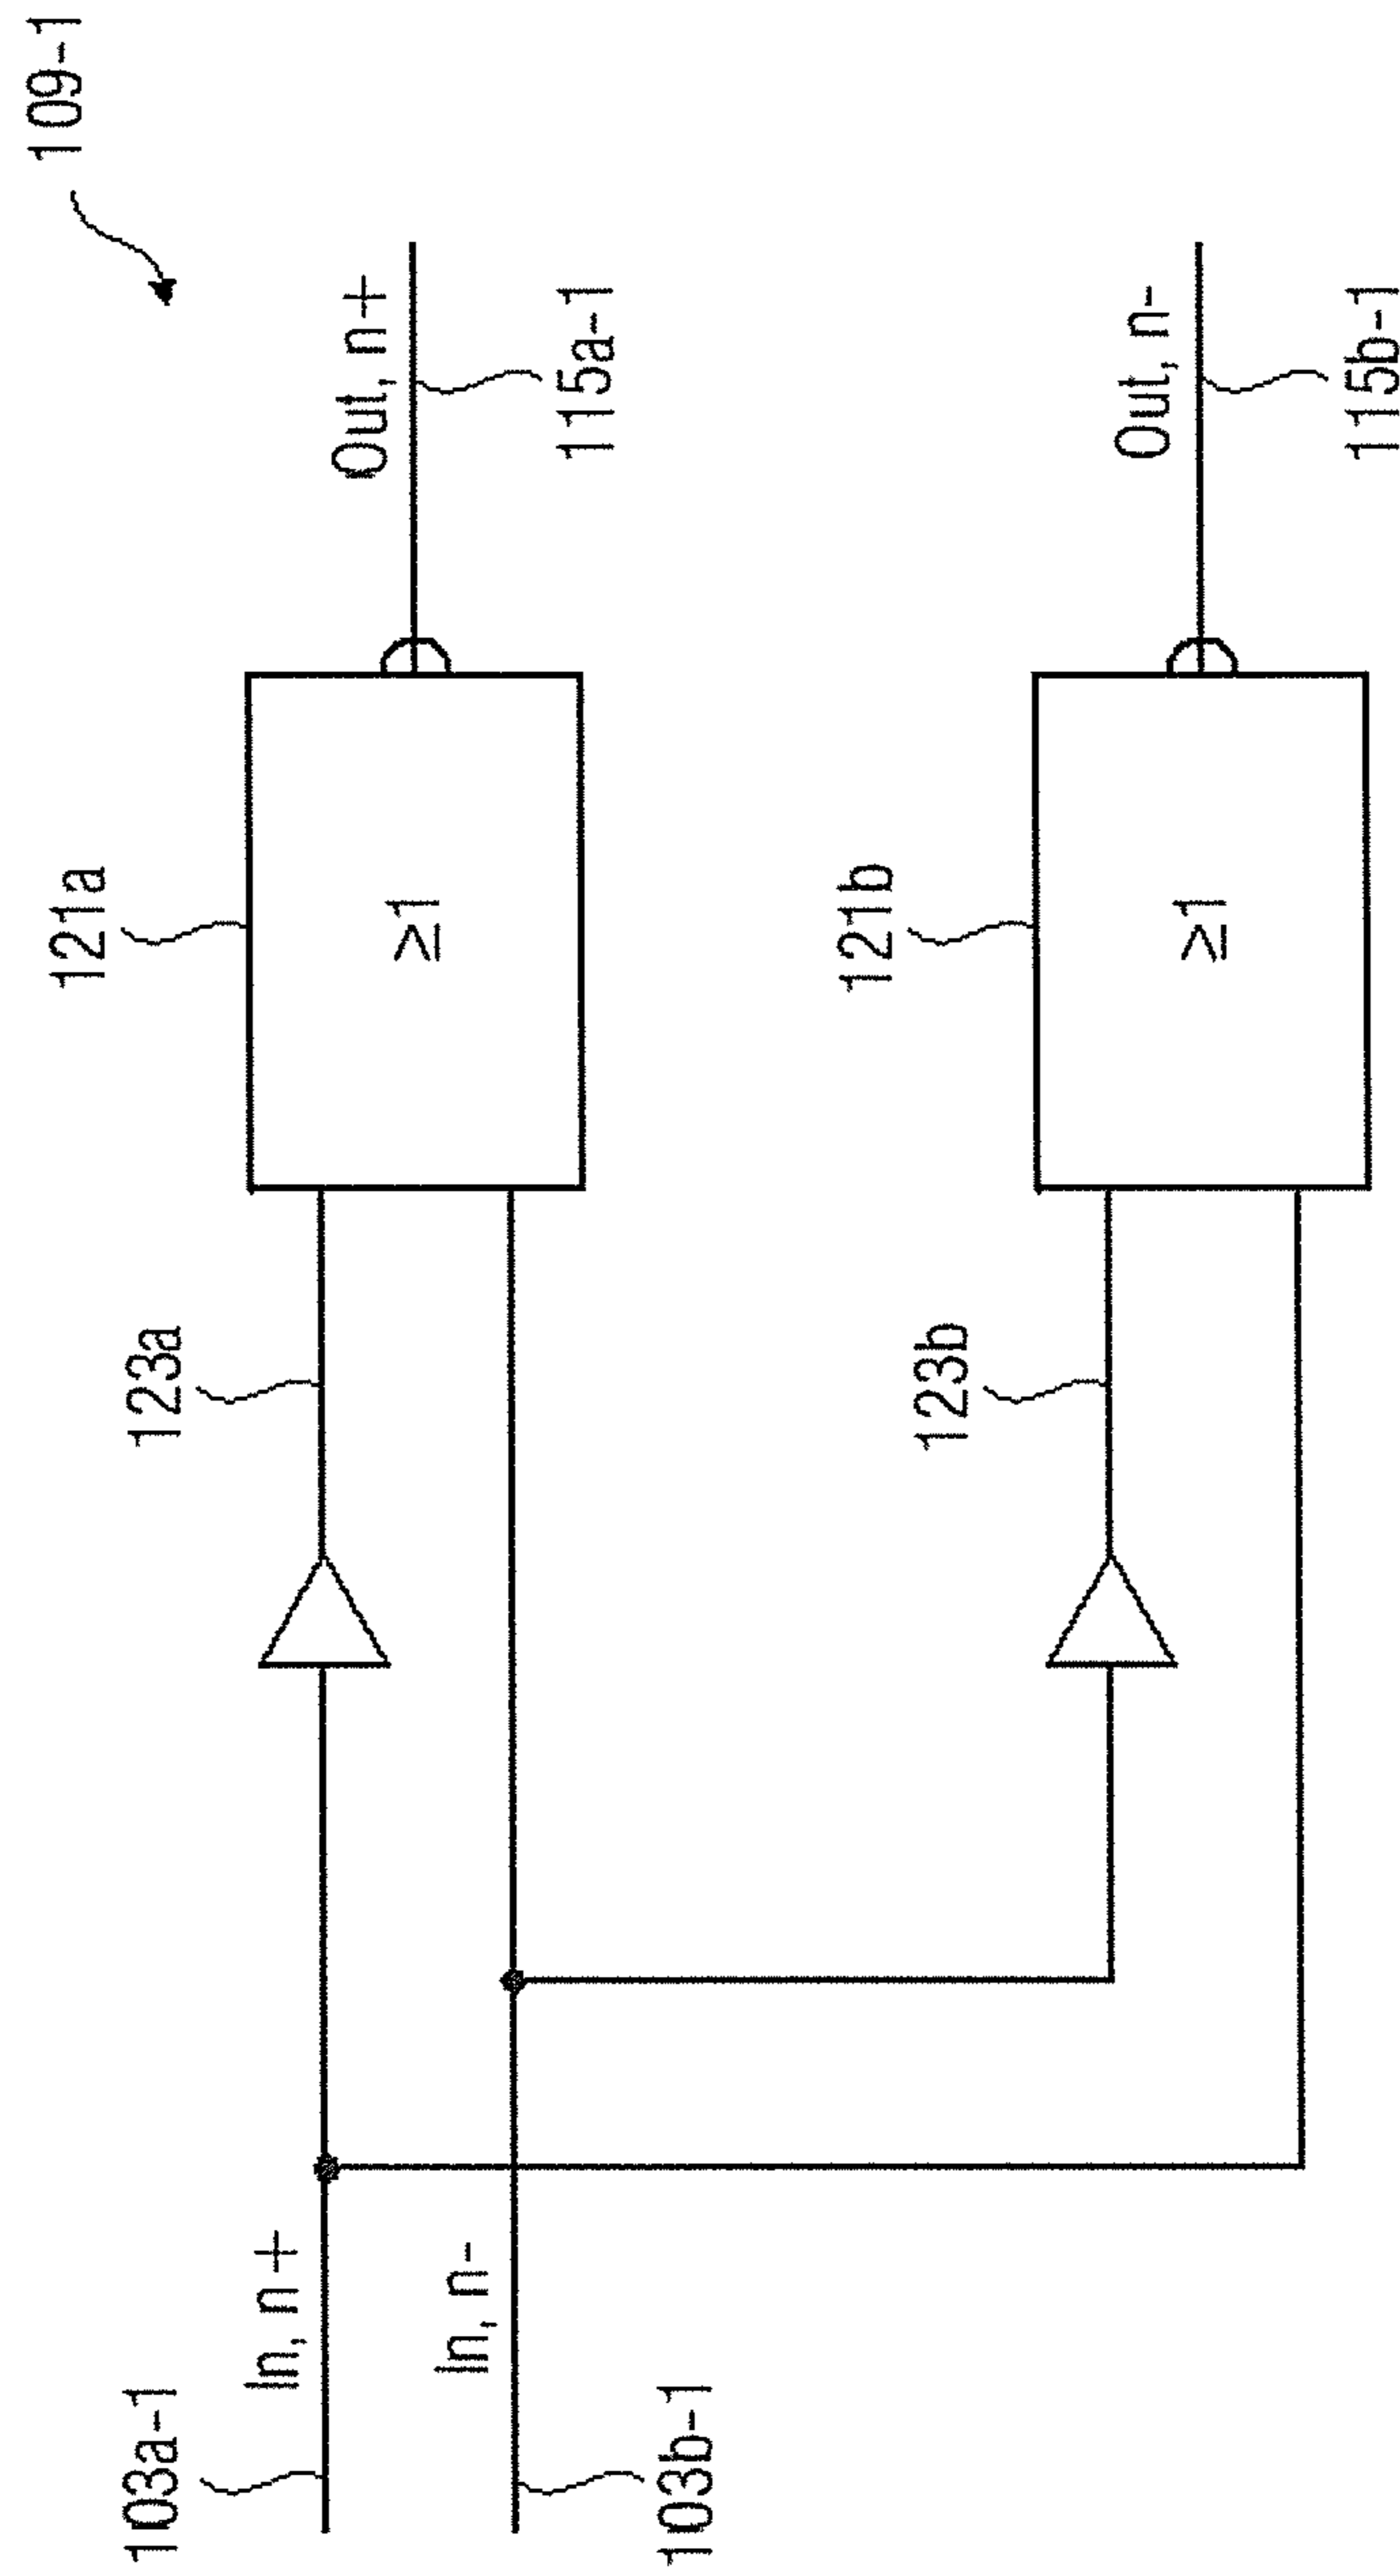 109-1
121a
123a
103a-1
In, n+
≥1
Out, n+
In, n-
103b-1
115a-1
121b
123b
≥1
Out, n-
115b-1